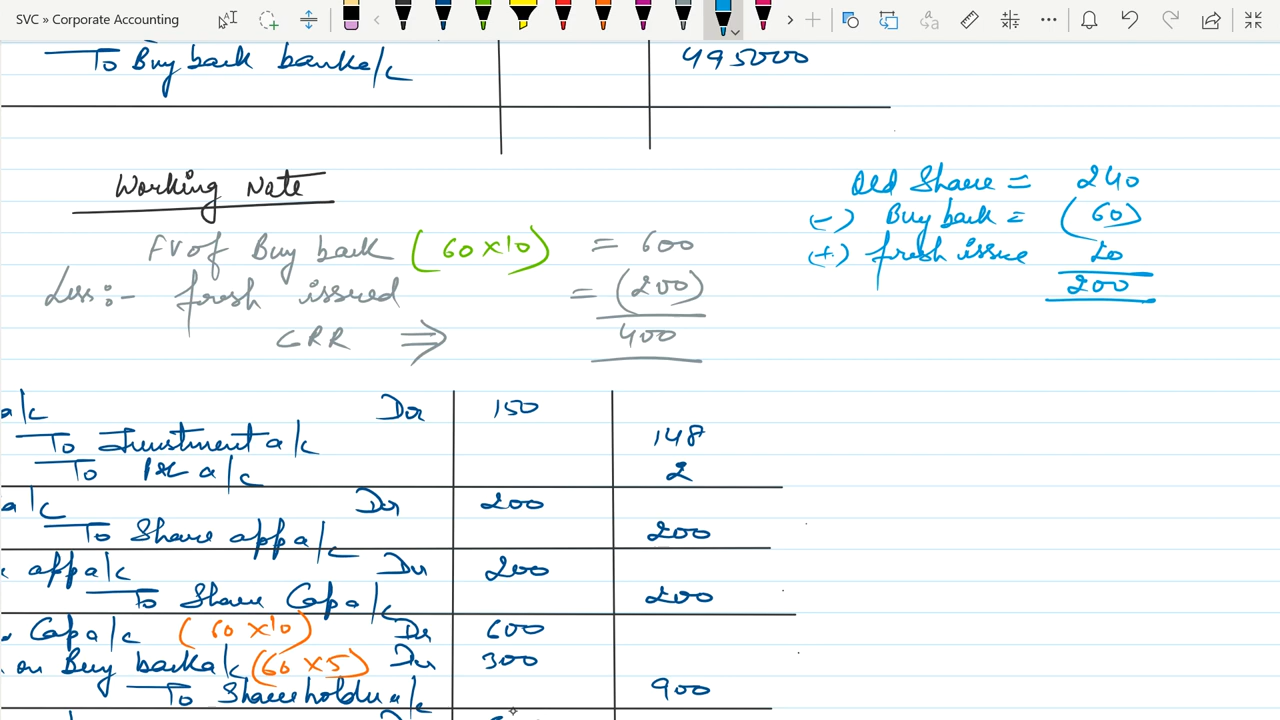 SVC » Corporate Accounting
To Buy back bank a/c 495000
Working Note
FV of Buy back (60×10) = 600
Less:- fresh issued = (200)
CRR ⇒ 400
Old Share = 240
(-) Buy back = (60)
(+) fresh issue 20
200
a/c Dr 150
To Investment a/c 148
To P&L a/c 2
a/c Dr 200
To Share app a/c 200
app a/c Dr 200
To Share Cap a/c 200
Cap a/c (60×10) Dr 600
on Buy back a/c (60×5) Dr 300
To Shareholder a/c 900